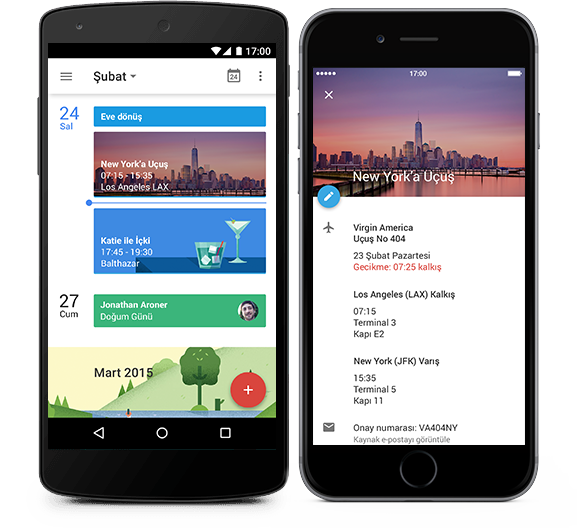 17:00
Şubat
24
24
Sal
Eve dönüş
New York'a Uçuş
07:15 - 15:35
Los Angeles LAX
Katie ile İçki
17:45 - 19:30
Balthazar
27
Cum
Jonathan Aroner
Doğum Günü
Mart 2015
17:00
New York'a Uçuş
Virgin America
Uçuş No 404
23 Şubat Pazartesi
Gecikme: 07:25 kalkış
Los Angeles (LAX) Kalkış
07:15
Terminal 3
Kapı E2
New York (JFK) Varış
15:35
Terminal 5
Kapı 11
Onay numarası: VA404NY
Kaynak e-postayı görüntüle